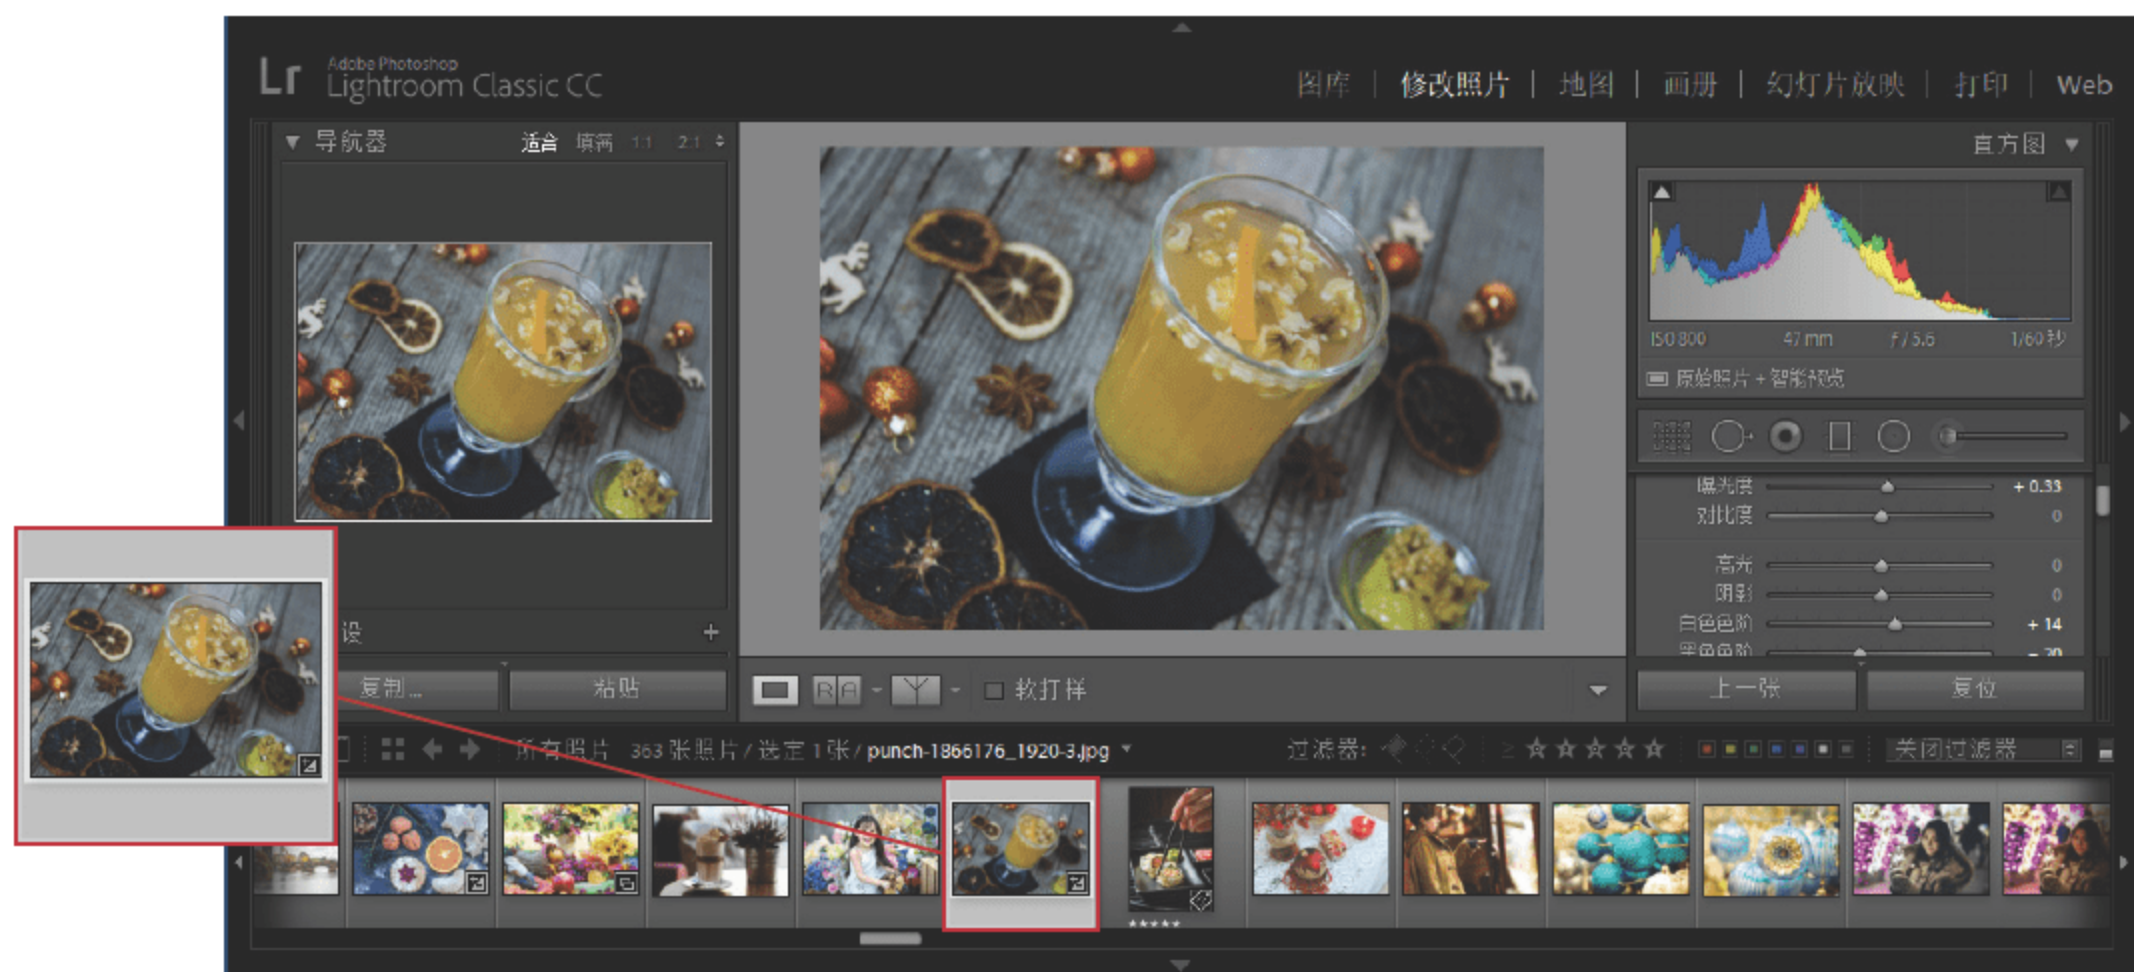 Lr Adobe Photoshop
Lightroom Classic CC
图库 | 修改照片 | 地图 | 画册 | 幻灯片放映 | 打印 | Web
导航器 适合 填满 1:1 2:1
直方图
ISO 800 47 mm f / 5.6 1/60 秒
原始照片 + 智能预览
曝光度 + 0.33
对比度 0
高光 0
阴影 0
白色色阶 + 14
黑色色阶 - 20
设 +
复制... 粘贴
R A Y 软打样
上一张 复位
所有照片 363 张照片 / 选定 1 张 / punch-1866176_1920-3.jpg
过滤器: ≥ ★★★★★ 关闭过滤器
★★★★★